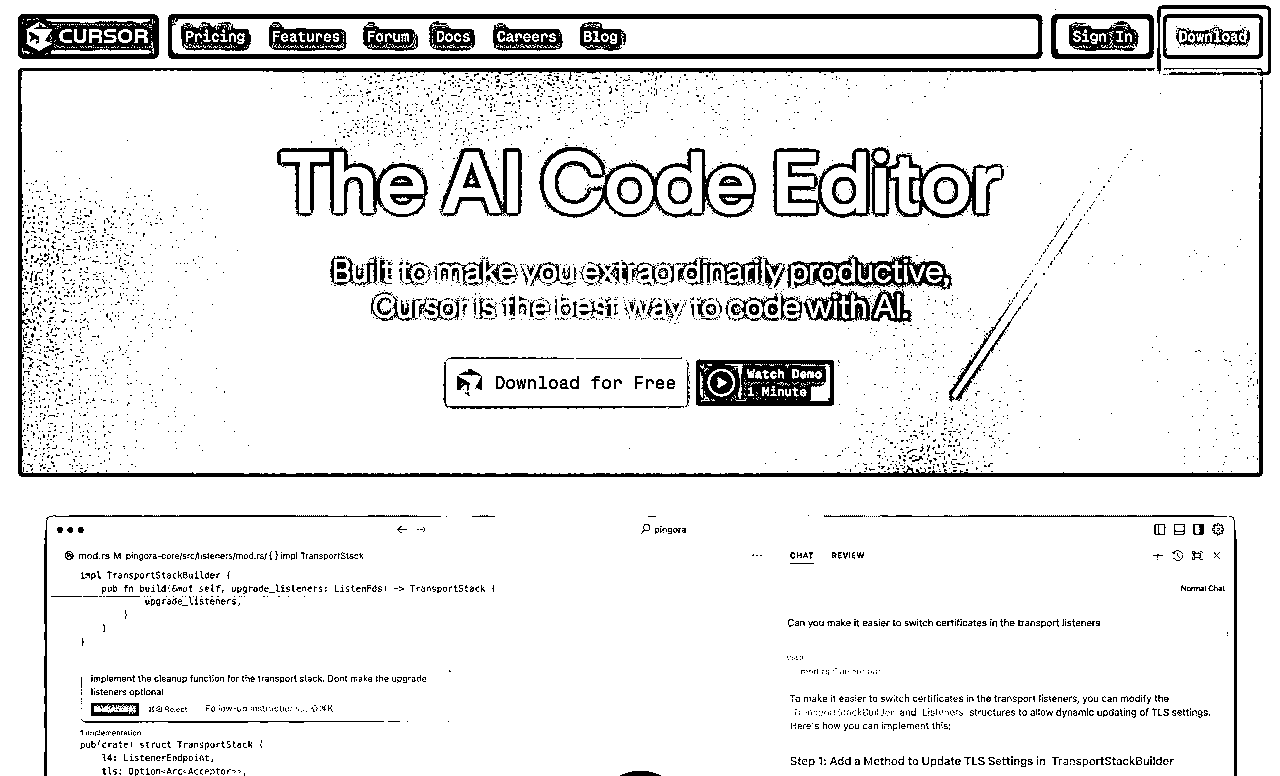 CURSOR
Pricing Features Forum Docs Careers Blog
Sign In
Download
The AI Code Editor
Built to make you extraordinarily productive,
Cursor is the best way to code with AI.
Download for Free
Watch Demo
1 Minute
pingora
mod.rs M pingora-core/src/listeners/mod.rs/{} impl TransportStack
impl TransportStackBuilder {
pub fn build(&mut self, upgrade_listeners: ListenFds) -> TransportStack {
upgrade_listeners,
}
}
}
implement the cleanup function for the transport stack. Dont make the upgrade
listeners optional
Reject
Follow-up instructions... ⇧⌘K
1 implementation
pub(crate) struct TransportStack {
l4: ListenerEndpoint,
tls: Option<Arc<Acceptor>>,
CHAT REVIEW
Normal Chat
Can you make it easier to switch certificates in the transport listeners
To make it easier to switch certificates in the transport listeners, you can modify the
TransportStackBuilder and Listeners structures to allow dynamic updating of TLS settings.
Here's how you can implement this:
Step 1: Add a Method to Update TLS Settings in TransportStackBuilder